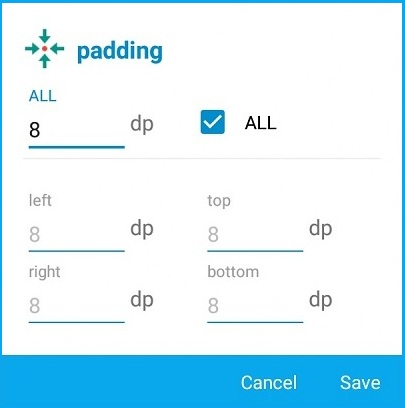 padding
ALL
8 dp ALL
left top
8 dp 8 dp
right bottom
8 dp 8 dp
Cancel Save